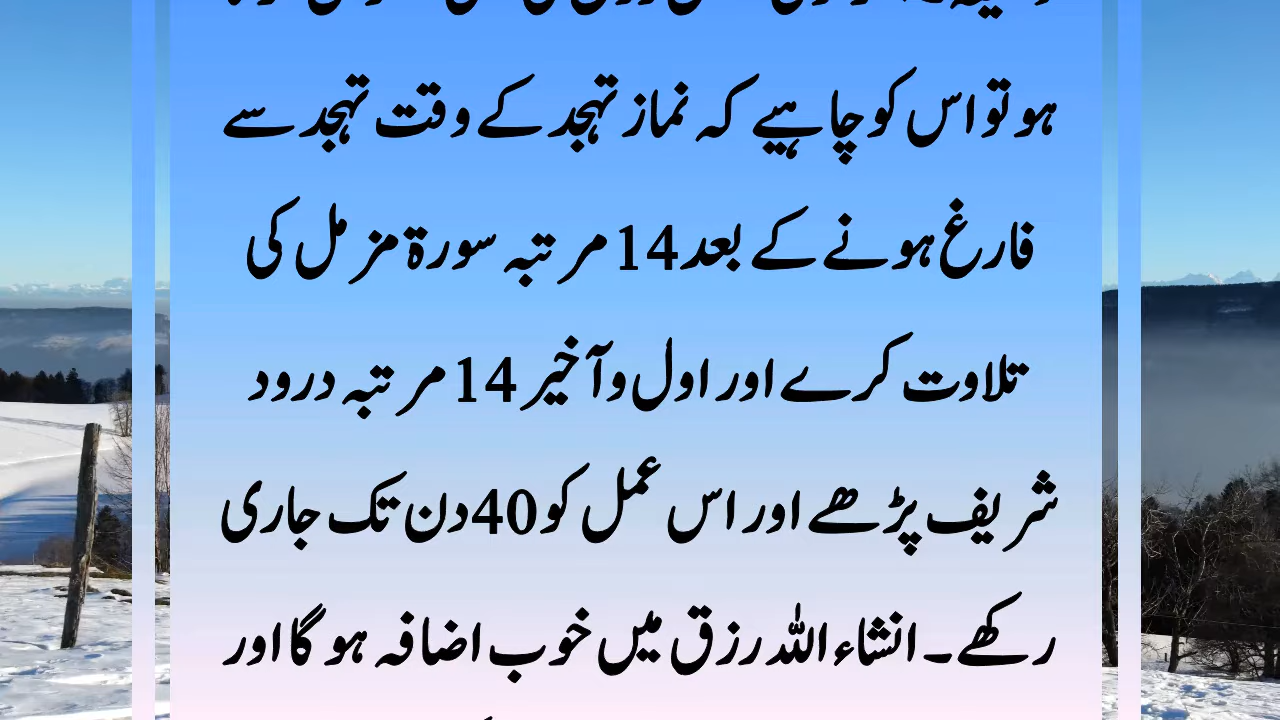 ہو تو اس کو چاہیے کہ نماز تہجد کے وقت تہجد سے
فارغ ہونے کے بعد 14 مرتبہ سورۃ مزمل کی
تلاوت کرے اور اول و آخیر 14 مرتبہ درود
شریف پڑھے اور اس عمل کو 40 دن تک جاری
رکھے۔ انشاء اللہ رزق میں خوب اضافہ ہو گا اور